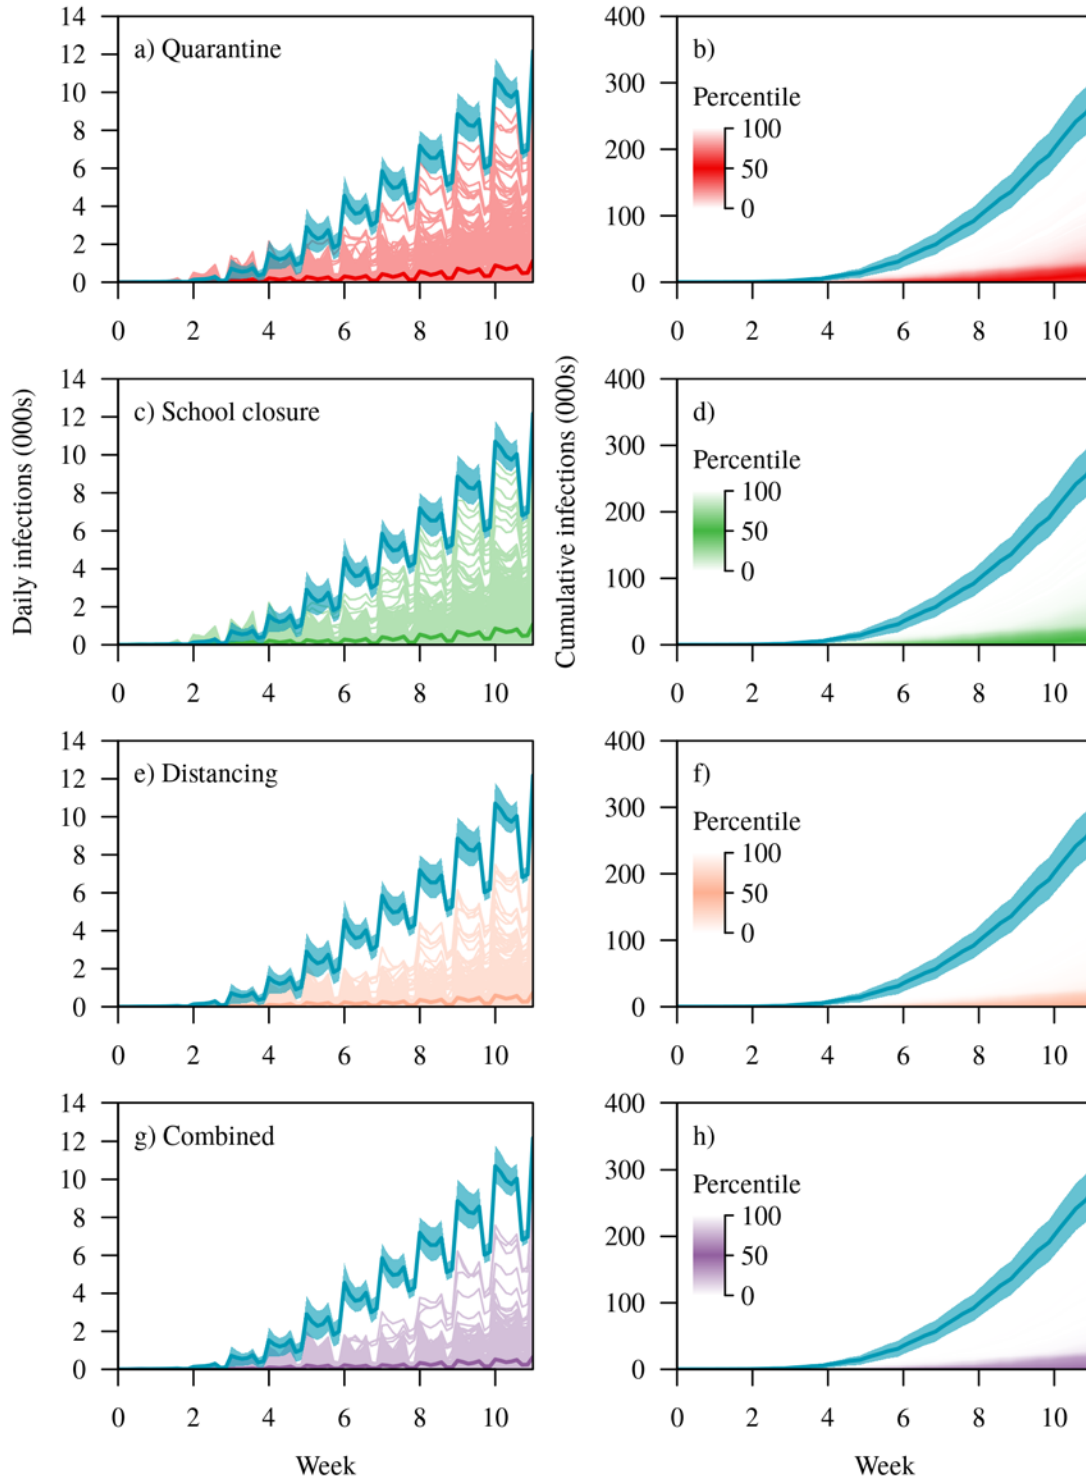 14
12
10
8
6
4
2
0
a) Quarantine
0 2 4 6 8 10
400
300
200
100
0
b)
Percentile
100
50
0
0 2 4 6 8 10
Daily infections (000s)
14
12
10
8
6
4
2
0
c) School closure
0 2 4 6 8 10
Cumulative infections (000s)
400
300
200
100
0
d)
Percentile
100
50
0
0 2 4 6 8 10
14
12
10
8
6
4
2
0
e) Distancing
0 2 4 6 8 10
400
300
200
100
0
f)
Percentile
100
50
0
0 2 4 6 8 10
14
12
10
8
6
4
2
0
g) Combined
0 2 4 6 8 10
Week
400
300
200
100
0
h)
Percentile
100
50
0
0 2 4 6 8 10
Week